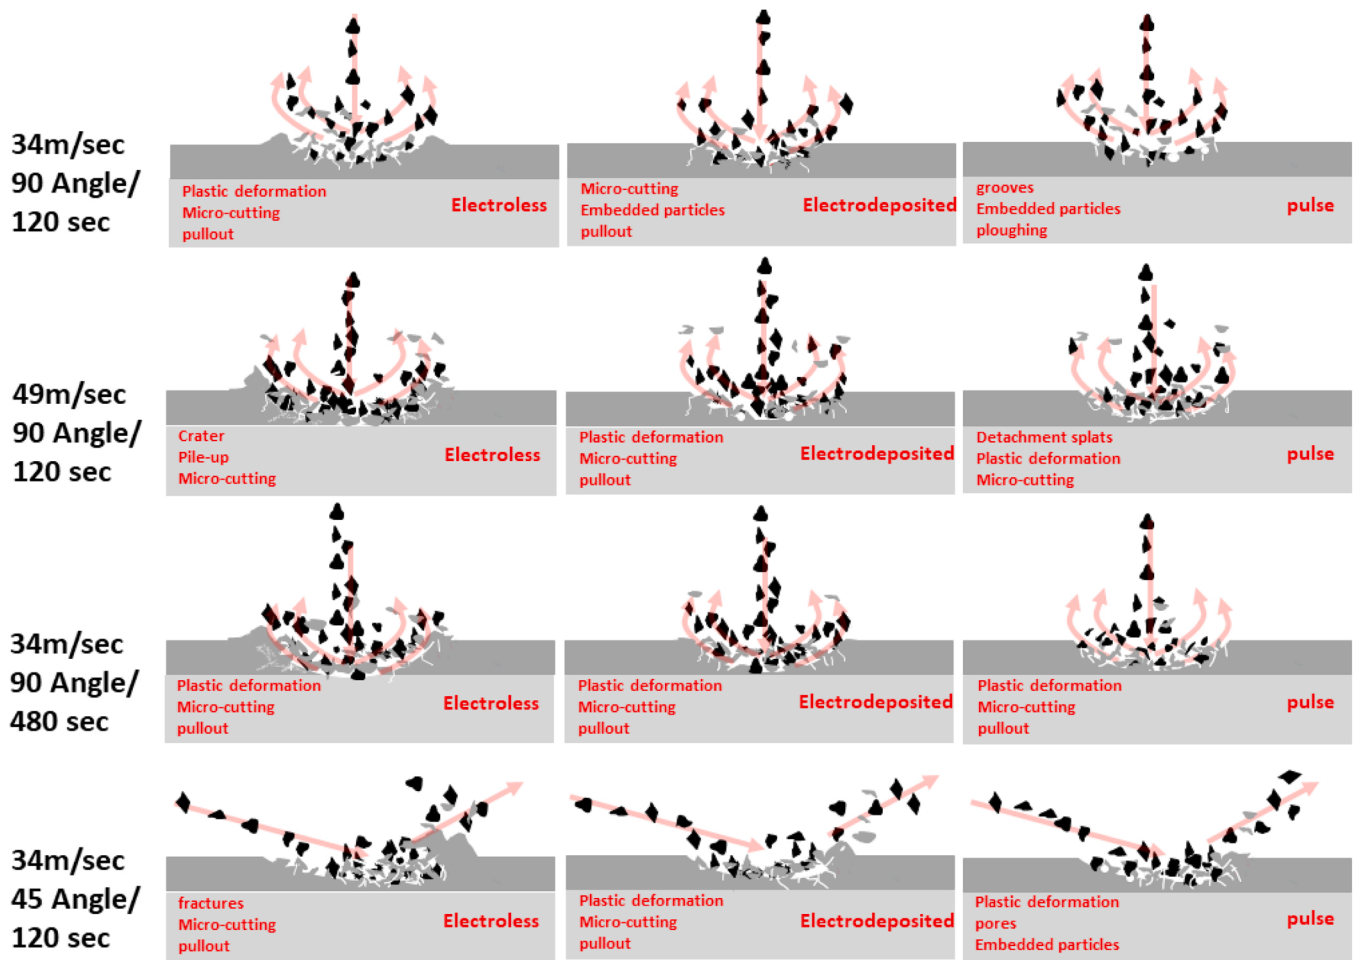 34m/sec
90 Angle/
120 sec
Plastic deformation
Micro-cutting
pullout
Electroless
Micro-cutting
Embedded particles
pullout
Electrodeposited
grooves
Embedded particles
ploughing
pulse
49m/sec
90 Angle/
120 sec
Crater
Pile-up
Micro-cutting
Electroless
Plastic deformation
Micro-cutting
pullout
Electrodeposited
Detachment splats
Plastic deformation
Micro-cutting
pulse
34m/sec
90 Angle/
480 sec
Plastic deformation
Micro-cutting
pullout
Electroless
Plastic deformation
Micro-cutting
pullout
Electrodeposited
Plastic deformation
Micro-cutting
pullout
pulse
34m/sec
45 Angle/
120 sec
fractures
Micro-cutting
pullout
Electroless
Plastic deformation
Micro-cutting
pullout
Electrodeposited
Plastic deformation
pores
Embedded particles
pulse